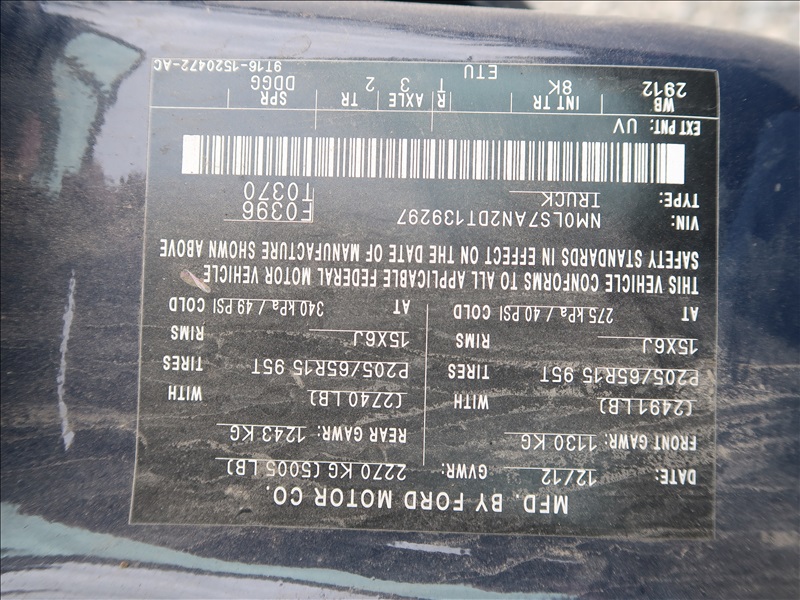 MFD. BY FORD MOTOR CO.
DATE: 12/12 GVWR: 2270 KG (5005 LB)
FRONT GAWR: 1130 KG REAR GAWR: 1243 KG
(2491LB) WITH (2740LB) WITH
P205/65R15 95T TIRES P205/65R15 95T TIRES
15X6J RIMS 15X6J RIMS
AT 275 kPa / 40 PSI COLD AT 340 kPa / 49 PSI COLD
THIS VEHICLE CONFORMS TO ALL APPLICABLE FEDERAL MOTOR VEHICLE
SAFETY STANDARDS IN EFFECT ON THE DATE OF MANUFACTURE SHOWN ABOVE
VIN: NM0LS7AN2DT139297 F0396
TYPE: TRUCK T0370
EXT PNT: UV
WB INT TR R AXLE TR SPR
2912 8K T 3 2 DDGG
ETU 9T16-1520472-AC